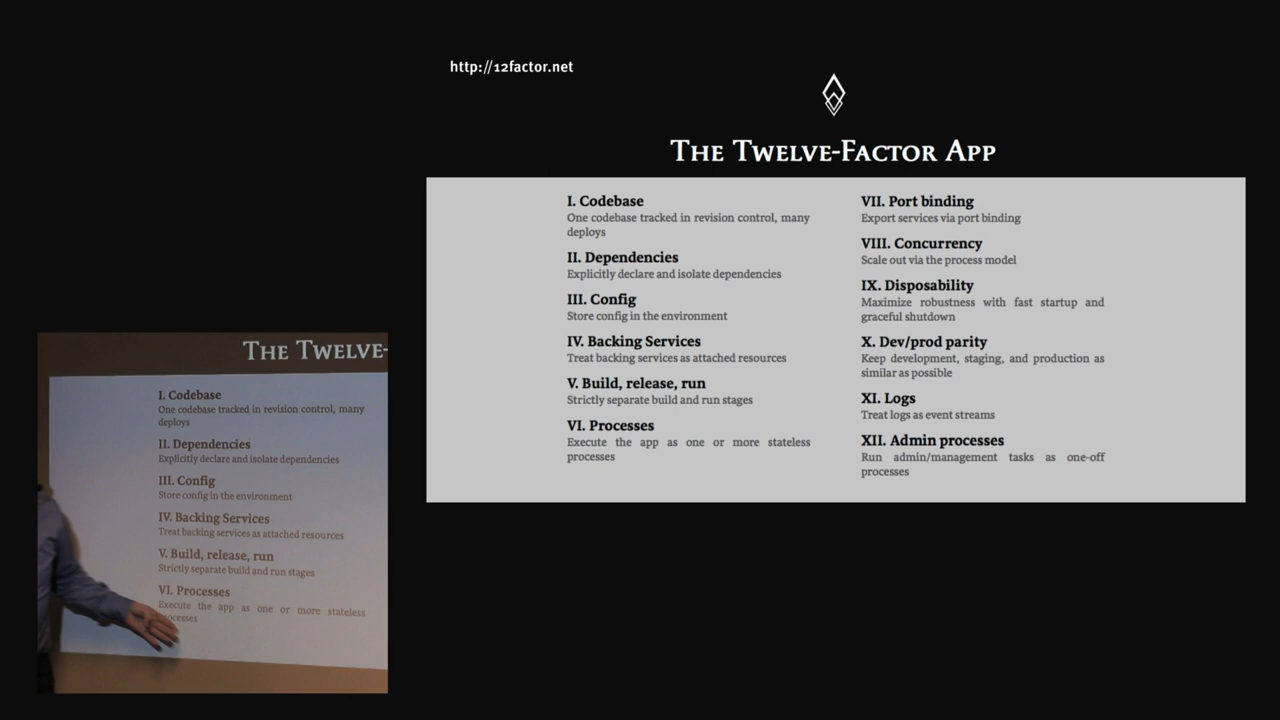 http://12factor.net
The Twelve-Factor App
I. Codebase
One codebase tracked in revision control, many
deploys
II. Dependencies
Explicitly declare and isolate dependencies
III. Config
Store config in the environment
IV. Backing Services
Treat backing services as attached resources
V. Build, release, run
Strictly separate build and run stages
VI. Processes
Execute the app as one or more stateless
processes
VII. Port binding
Export services via port binding
VIII. Concurrency
Scale out via the process model
IX. Disposability
Maximize robustness with fast startup and
graceful shutdown
X. Dev/prod parity
Keep development, staging, and production as
similar as possible
XI. Logs
Treat logs as event streams
XII. Admin processes
Run admin/management tasks as one-off
processes
The Twelve-
I. Codebase
One codebase tracked in revision control, many
deploys
II. Dependencies
Explicitly declare and isolate dependencies
III. Config
Store config in the environment
IV. Backing Services
Treat backing services as attached resources
V. Build, release, run
Strictly separate build and run stages
VI. Processes
Execute the app as one or more stateless
ocesses